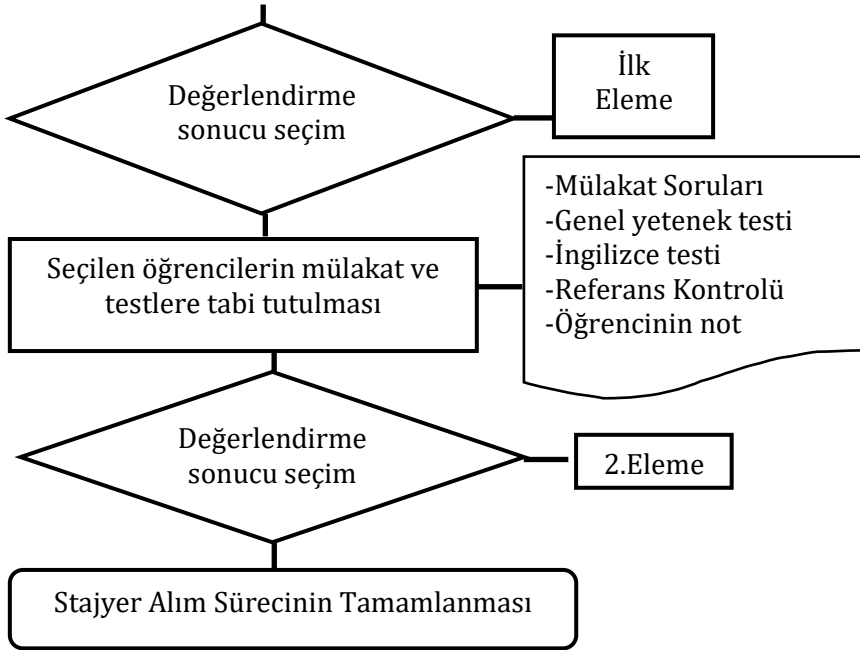 Değerlendirme
sonucu seçim
İlk
Eleme
Seçilen öğrencilerin mülakat ve
testlere tabi tutulması
-Mülakat Soruları
-Genel yetenek testi
-İngilizce testi
-Referans Kontrolü
-Öğrencinin not
Değerlendirme
sonucu seçim
2.Eleme
Stajyer Alım Sürecinin Tamamlanması